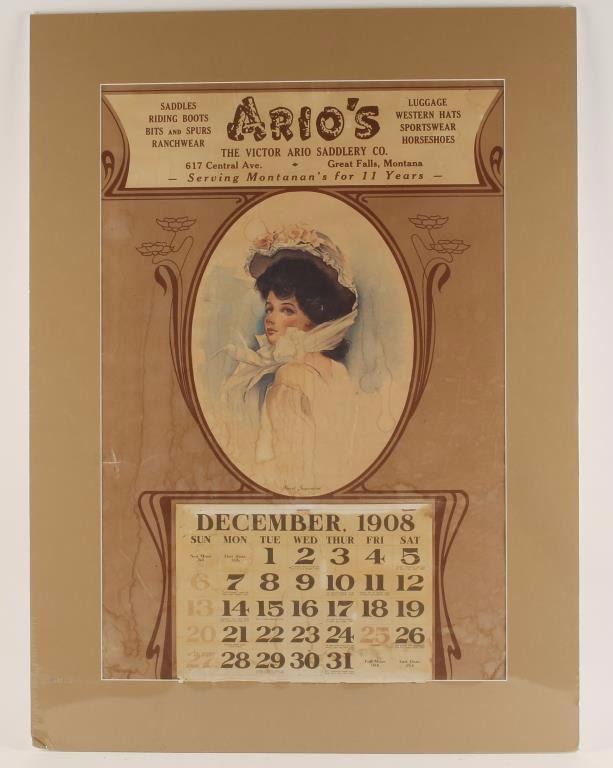 SADDLES
RIDING BOOTS
BITS AND SPURS
RANCHWEAR
ARIO'S
LUGGAGE
WESTERN HATS
SPORTSWEAR
HORSESHOES
THE VICTOR ARIO SADDLERY CO.
617 Central Ave. Great Falls, Montana
— Serving Montanan's for 11 Years —
DECEMBER, 1908
SUN MON TUE WED THUR FRI SAT
1 2 3 4 5
6 7 8 9 10 11 12
13 14 15 16 17 18 19
20 21 22 23 24 25 26
27 28 29 30 31